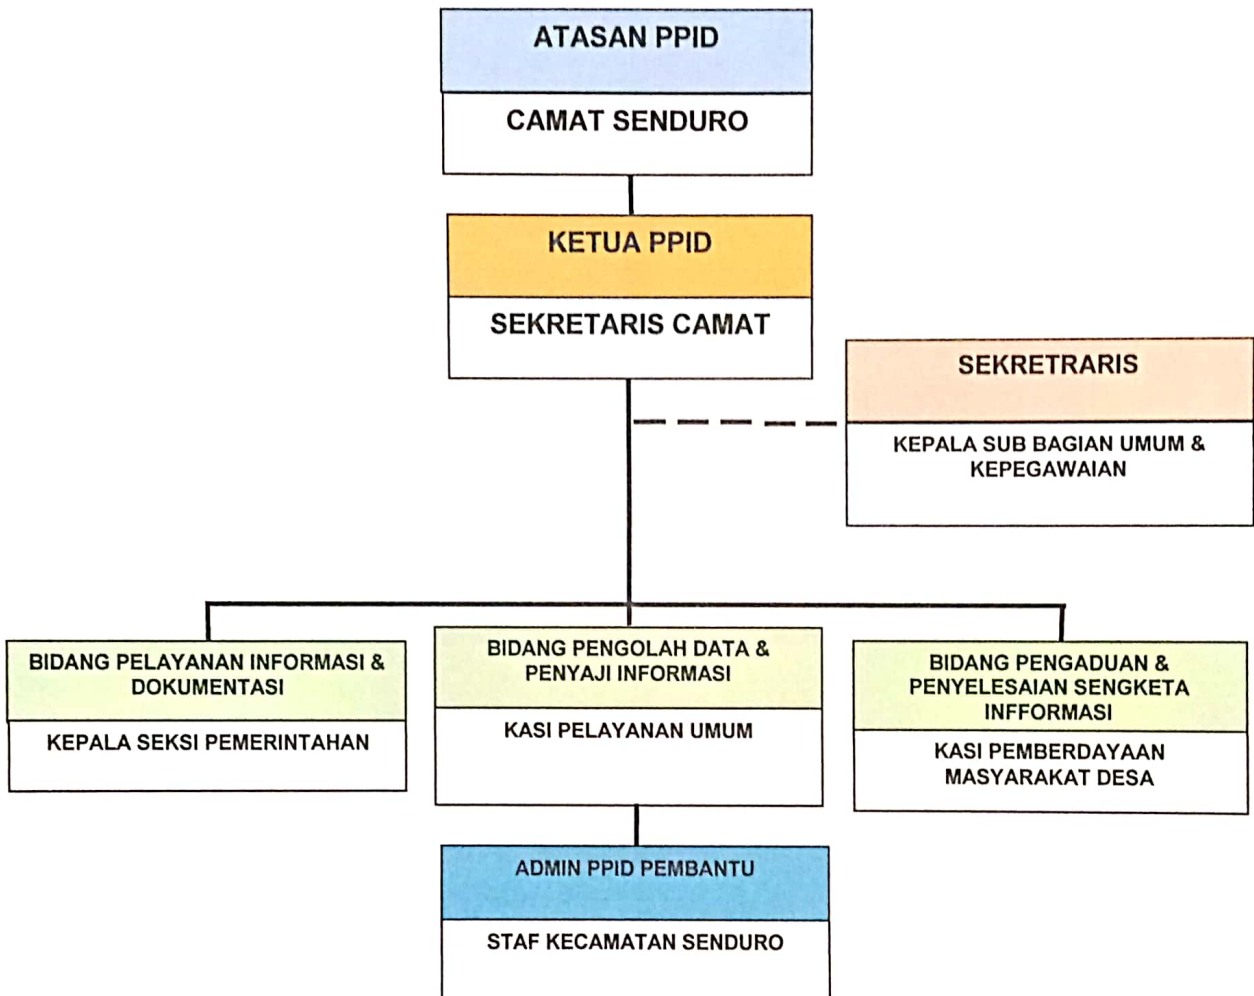 ATASAN PPID
CAMAT SENDURO
KETUA PPID
SEKRETARIS CAMAT
SEKRETRARIS
KEPALA SUB BAGIAN UMUM &
KEPEGAWAIAN
BIDANG PELAYANAN INFORMASI &
DOKUMENTASI
KEPALA SEKSI PEMERINTAHAN
BIDANG PENGOLAH DATA &
PENYAJI INFORMASI
KASI PELAYANAN UMUM
BIDANG PENGADUAN &
PENYELESAIAN SENGKETA
INFFORMASI
KASI PEMBERDAYAAN
MASYARAKAT DESA
ADMIN PPID PEMBANTU
STAF KECAMATAN SENDURO